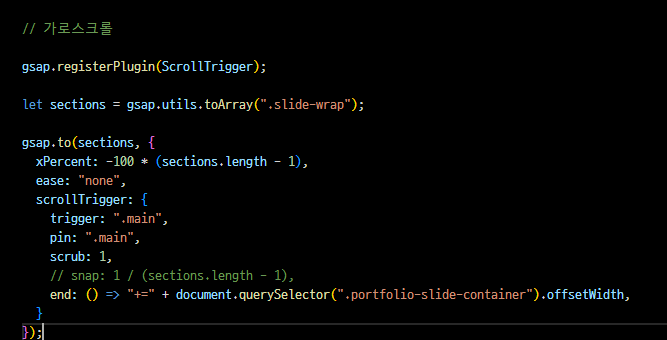 // 가로스크롤
gsap.registerPlugin(ScrollTrigger);
let sections = gsap.utils.toArray(".slide-wrap");
gsap.to(sections, {
  xPercent: -100 * (sections.length - 1),
  ease: "none",
  scrollTrigger: {
    trigger: ".main",
    pin: ".main",
    scrub: 1,
    // snap: 1 / (sections.length - 1),
    end: () => "+=" + document.querySelector(".portfolio-slide-container").offsetWidth,
  }
});